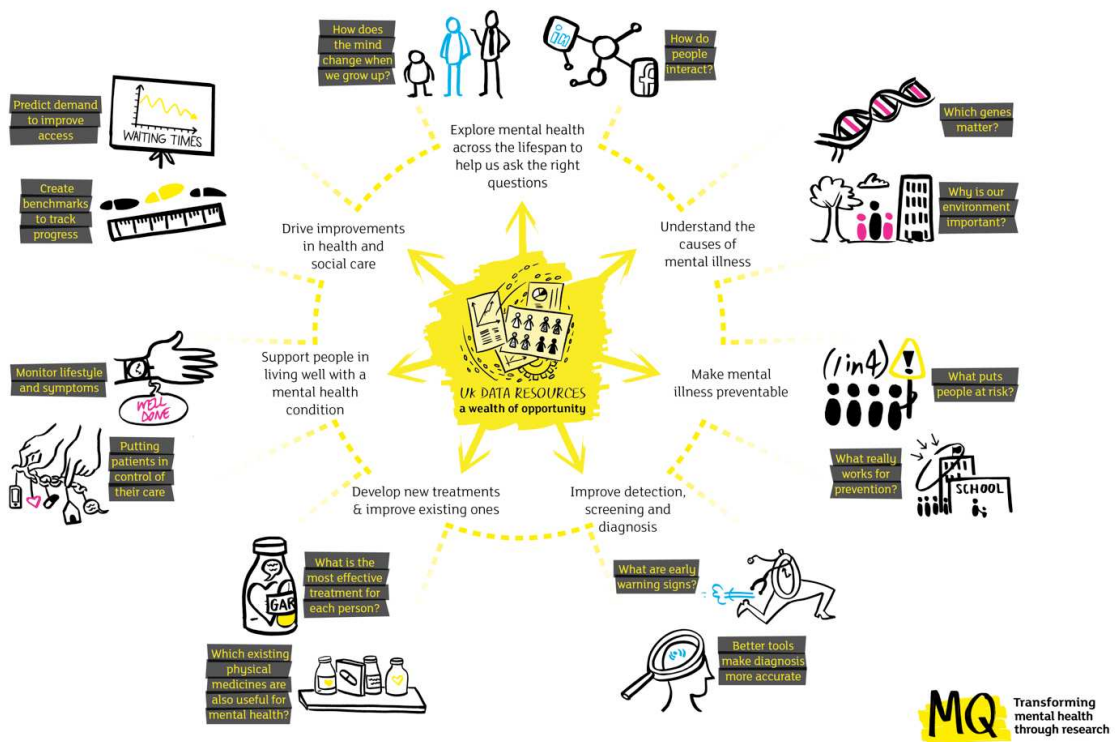 How does
the mind
change when
we grow up?
in
f
How do
people
interact?
Explore mental health
across the lifespan to
help us ask the right
questions
Predict demand
to improve
access
WAITING TIMES
Create
benchmarks
to track
progress
Drive improvements
in health and
social care
Which genes
matter?
Why is our
environment
important?
Understand the
causes of
mental illness
UK DATA RESOURCES
a wealth of opportunity
Monitor lifestyle
and symptoms
WELL
DONE
Putting
patients in
control of
their care
Support people in
living well with a
mental health
condition
Make mental
illness preventable
(1 in 4)
!
What puts
people at risk?
What really
works for
prevention?
SCHOOL
Develop new treatments
& improve existing ones
Improve detection,
screening and
diagnosis
GAR
What is the
most effective
treatment for
each person?
Which existing
physical
medicines are
also useful for
mental health?
What are early
warning signs?
Better tools
make diagnosis
more accurate
MQ
Transforming
mental health
through research